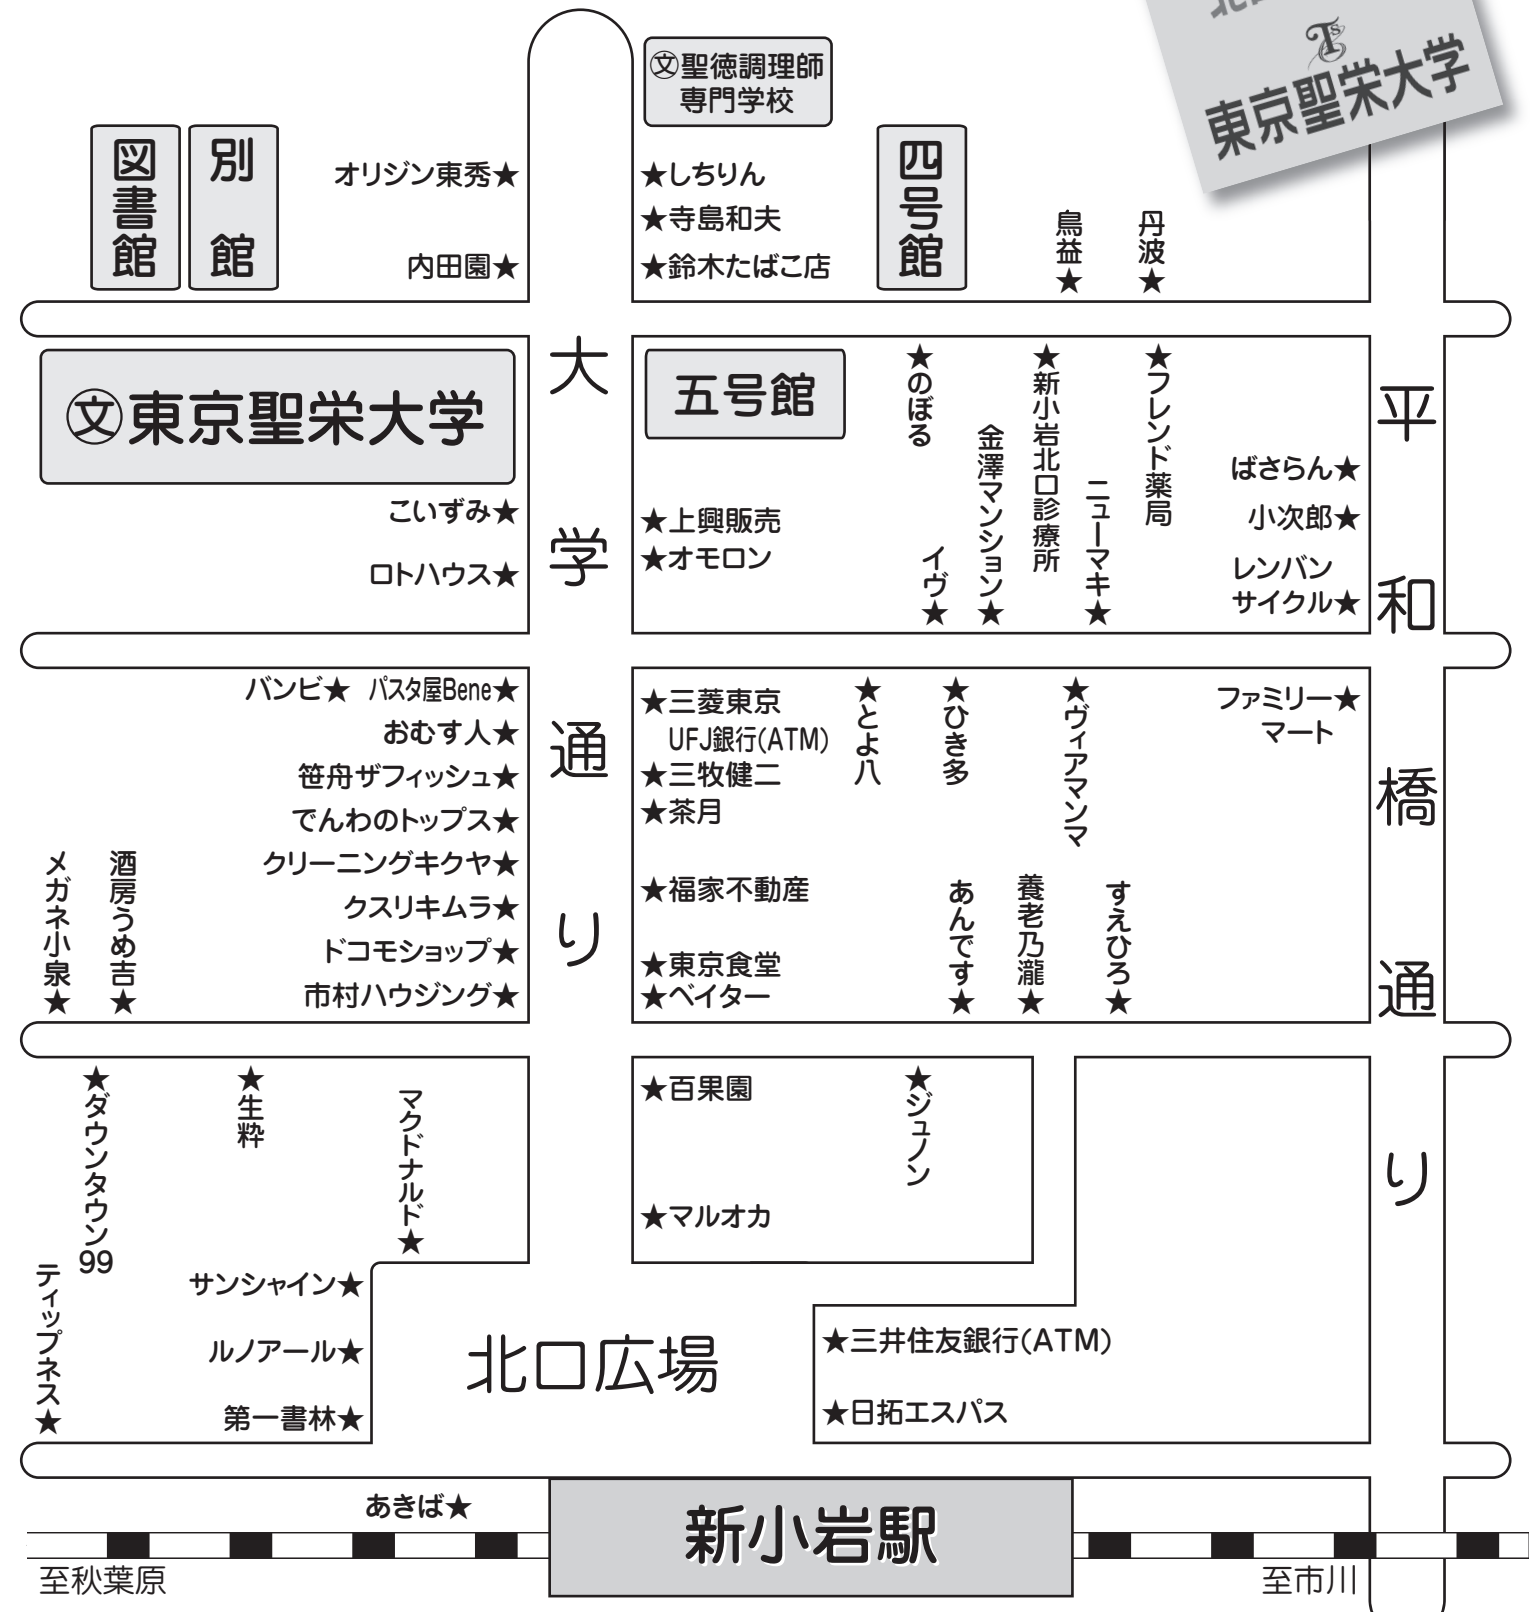 東京聖栄大学
㊛聖徳調理師
専門学校
図書館
別館
オリジン東秀★
内田園★
★しちりん
★寺島和夫
★鈴木たばこ店
四号館
鳥益★
丹波★
文東京聖栄大学
五号館
★のぼる
金澤マンション★
イヴ★
★新小岩北口診療所
ニューマキ★
★フレンド薬局
ばさらん★
小次郎★
レンバン
サイクル★
こいずみ★
ロトハウス★
★上興販売
★オモロン
大学通り
平和橋通り
バンビ★ パスタ屋Bene★
おむす人★
笹舟ザフィッシュ★
でんわのトップス★
クリーニングキクヤ★
クスリキムラ★
ドコモショップ★
市村ハウジング★
メガネ小泉★
酒房うめ吉★
★三菱東京
UFJ銀行(ATM)
★三牧健二
★茶月
★福家不動産
★東京食堂
★ベイター
★とよ八
★ひき多
★ヴィアマンマ
ファミリー★
マート
あんです★
養老乃瀧★
すえひろ★
★ダウンタウン99
★生粋
マクドナルド★
★百果園
★マルオカ
★ジュノン
ティップネス★
サンシャイン★
ルノアール★
第一書林★
北口広場
★三井住友銀行(ATM)
★日拓エスパス
あきば★
新小岩駅
至秋葉原
至市川